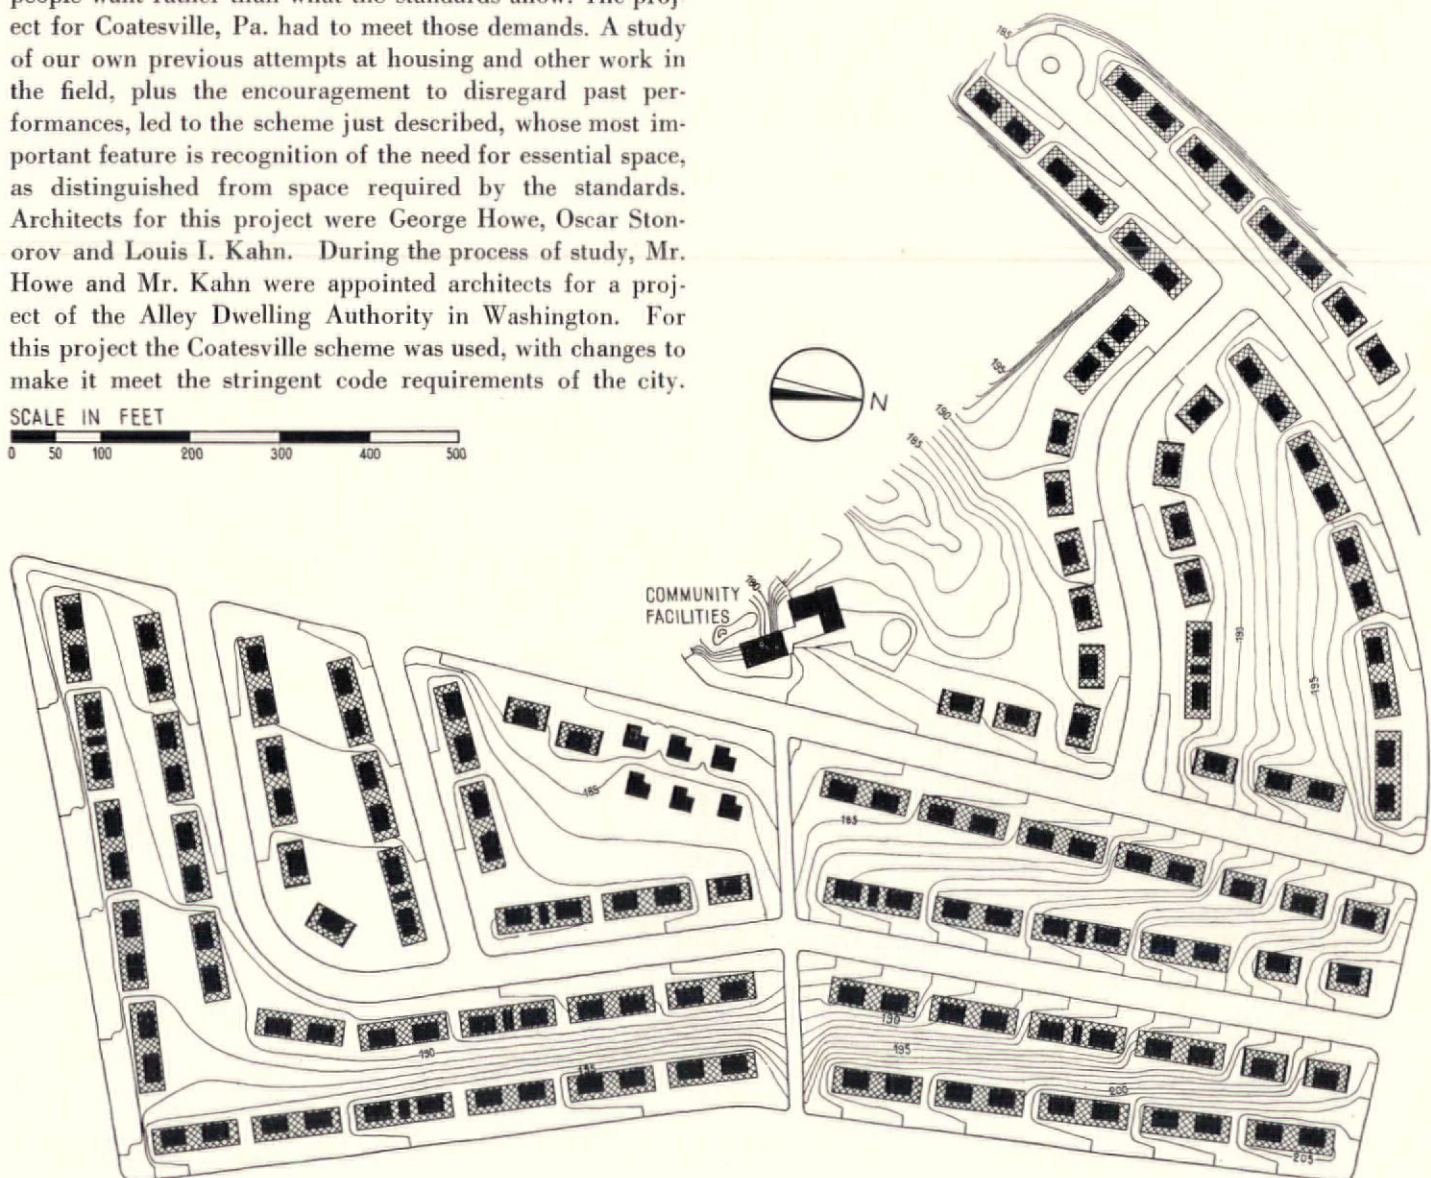 people want rather than what the standards allow. The proj-
ect for Coatesville, Pa. had to meet those demands. A study
of our own previous attempts at housing and other work in
the field, plus the encouragement to disregard past per-
formances, led to the scheme just described, whose most im-
portant feature is recognition of the need for essential space,
as distinguished from space required by the standards.
Architects for this project were George Howe, Oscar Ston-
orov and Louis I. Kahn. During the process of study, Mr.
Howe and Mr. Kahn were appointed architects for a proj-
ect of the Alley Dwelling Authority in Washington. For
this project the Coatesville scheme was used, with changes to
make it meet the stringent code requirements of the city.
SCALE IN FEET
0 50 100 200 300 400 500
N
185
195
190
185
180
COMMUNITY
FACILITIES
190
195
185
185
190
195
190
195
200
205